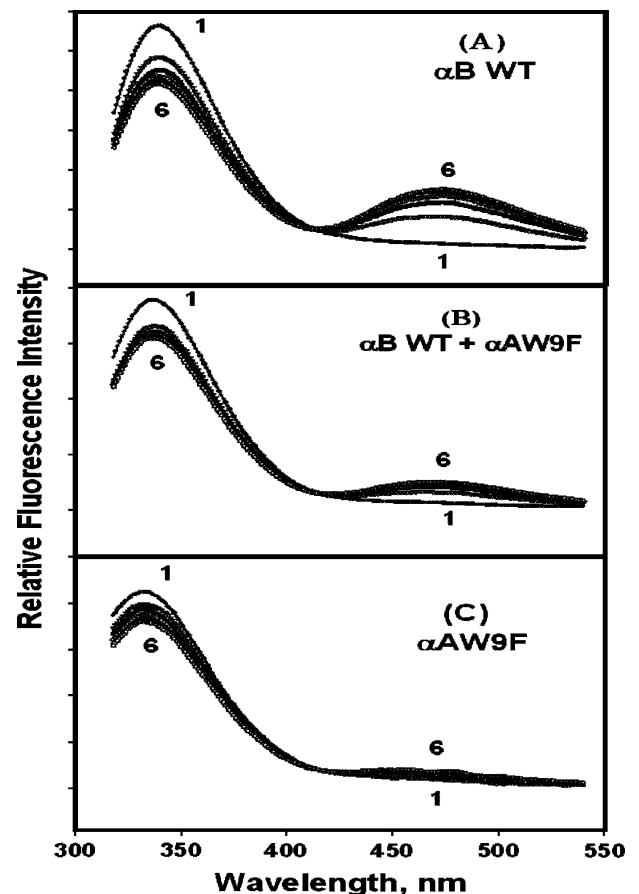 1
(A)
αB WT
6
6
1
1
(B)
αB WT + αAW9F
6
6
1
1
(C)
αAW9F
6
6
1
Relative Fluorescence Intensity
300 350 400 450 500 550
Wavelength, nm